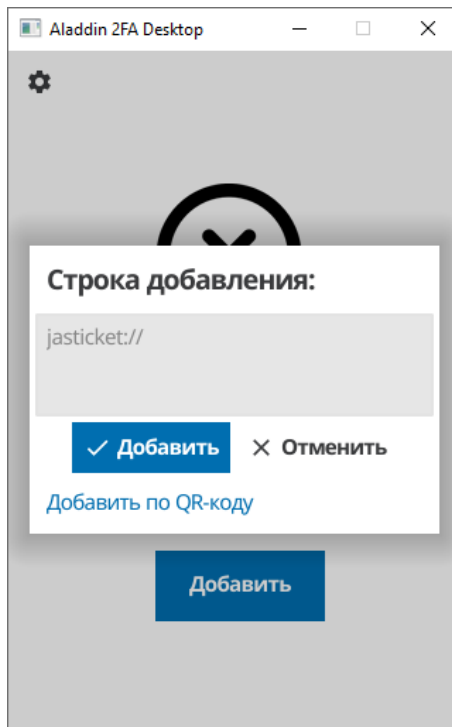 Aladdin 2FA Desktop
Строка добавления:
jasticket://
Добавить
Отменить
Добавить по QR-коду
Добавить